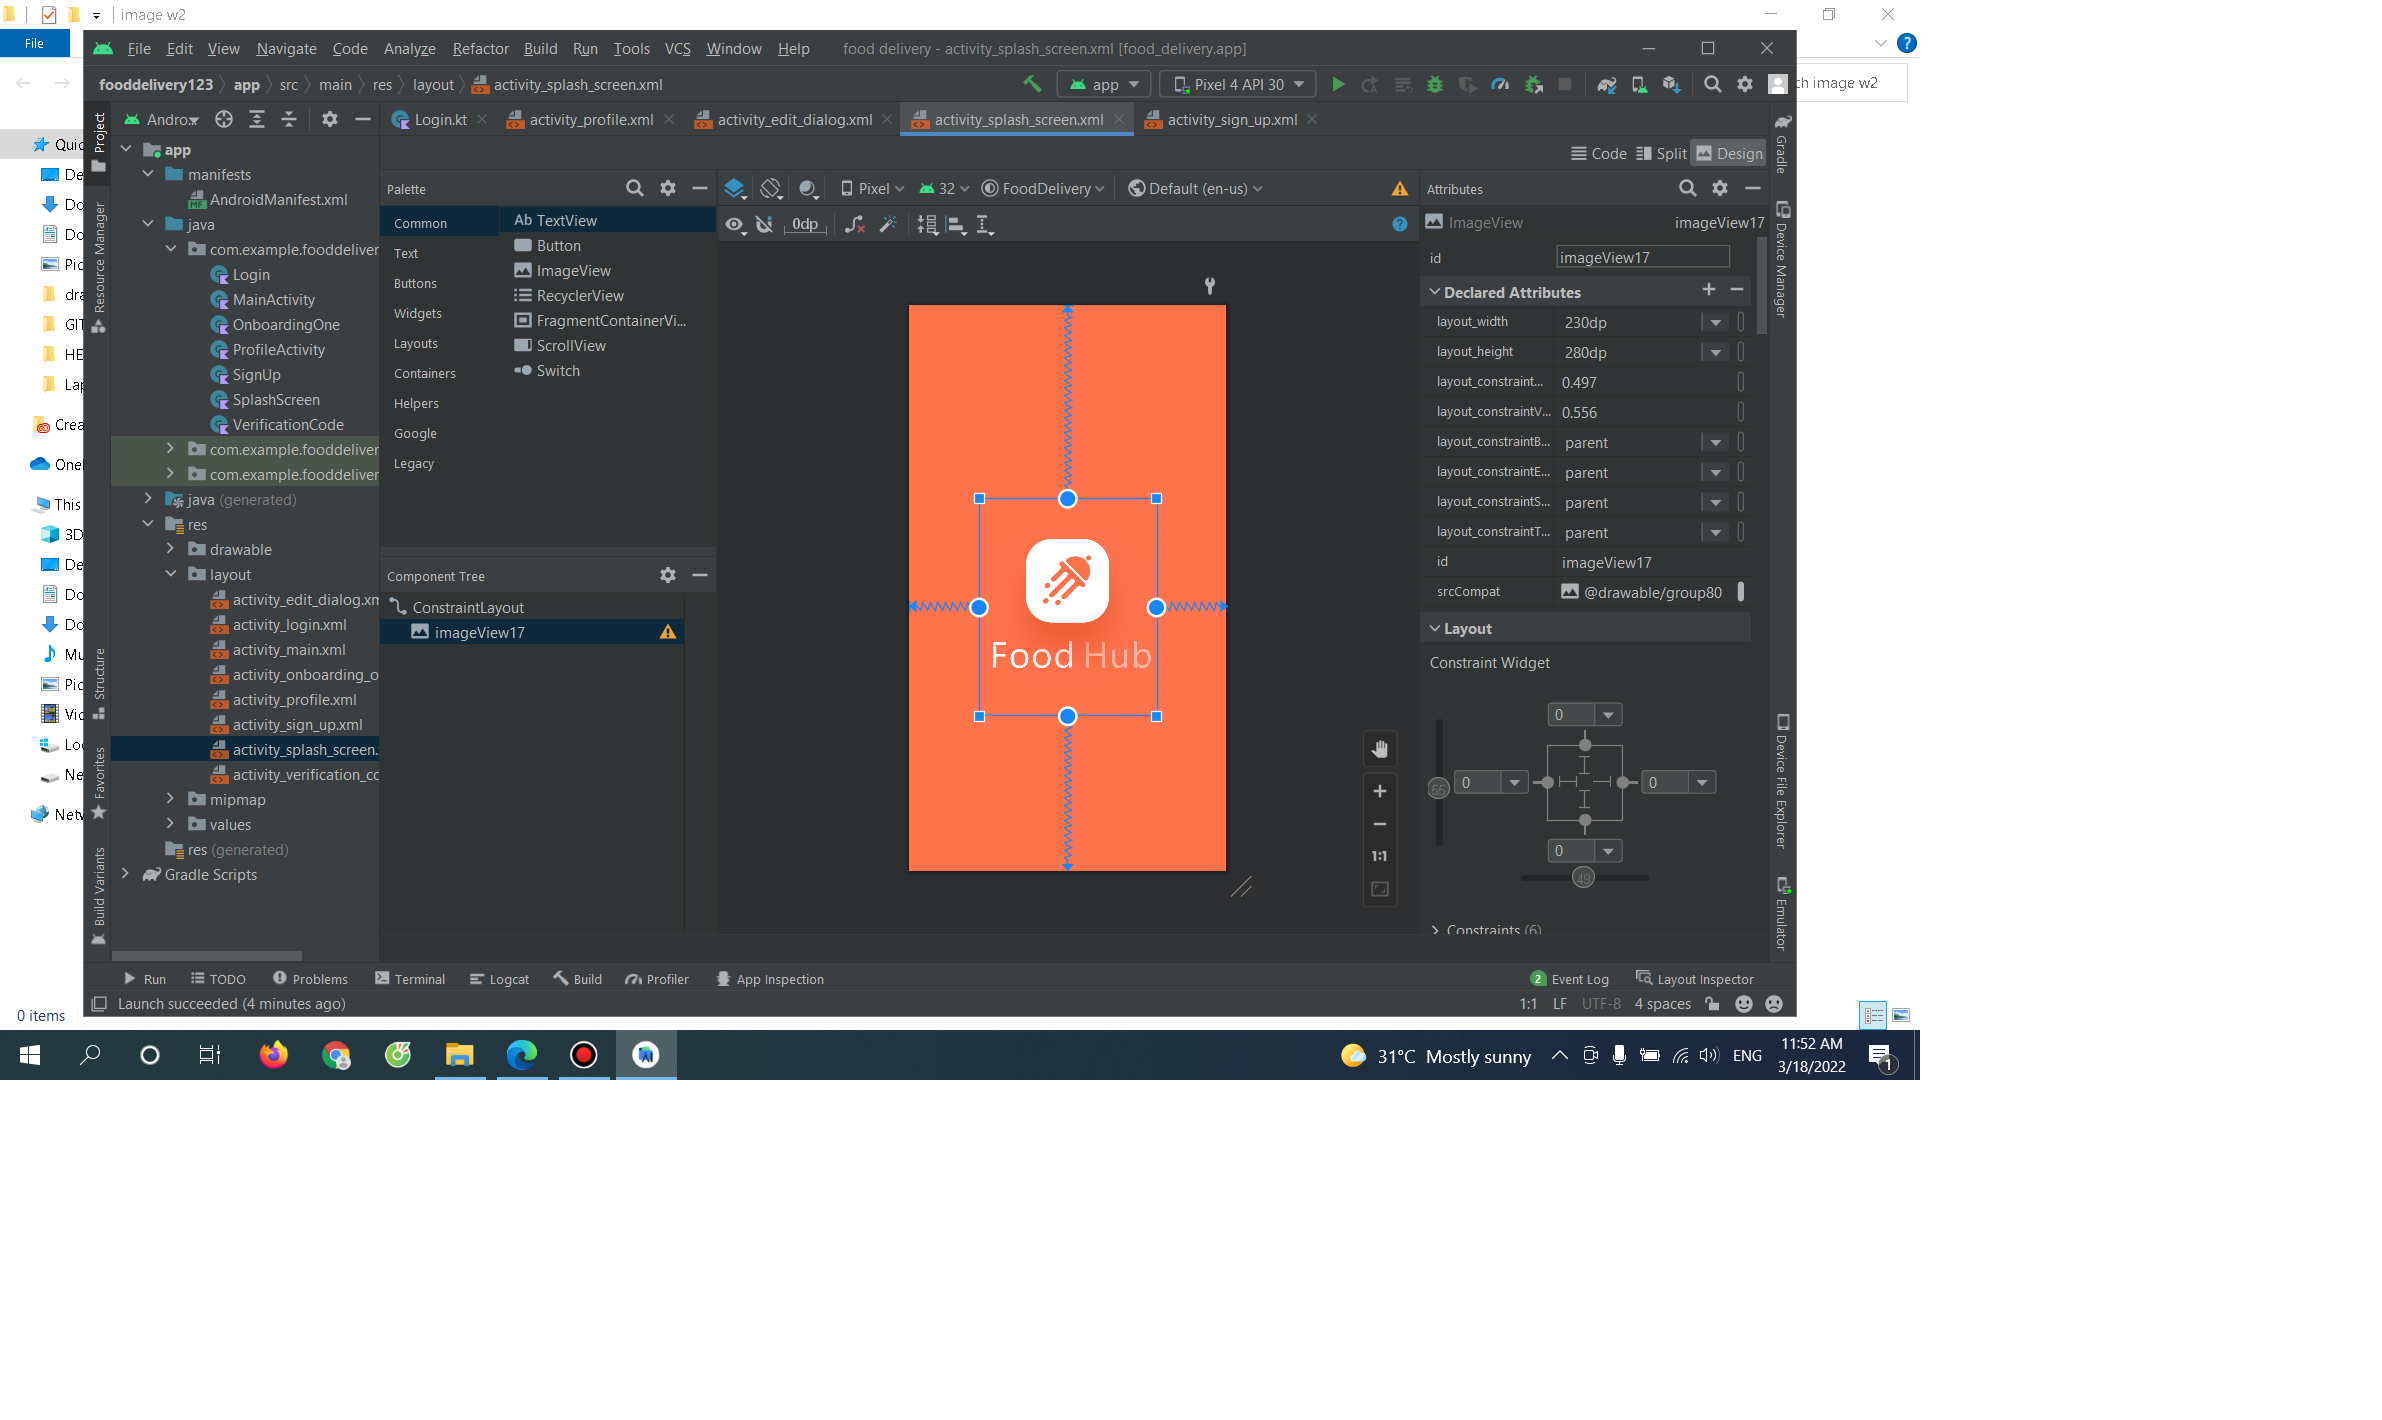 image w2
File
File Edit View Navigate Code Analyze Refactor Build Run Tools VCS Window Help food delivery - activity_splash_screen.xml [food_delivery.app]
fooddelivery123 app src main res layout activity_splash_screen.xml app Pixel 4 API 30 ch image w2
Andro... Login.kt activity_profile.xml activity_edit_dialog.xml activity_splash_screen.xml activity_sign_up.xml
Code Split Design
Project
Resource Manager
Structure
Favorites
Build Variants
Quic
De
Do
Do
Pic
dra
GIT
HE
Lap
Crea
One
This
3D
De
Do
Do
Mu
Pic
Vic
Loc
Ne
Netw
0 items
app
manifests
AndroidManifest.xml
java
com.example.fooddeliver
Login
MainActivity
OnboardingOne
ProfileActivity
SignUp
SplashScreen
VerificationCode
com.example.fooddeliver
com.example.fooddeliver
java (generated)
res
drawable
layout
activity_edit_dialog.xm
activity_login.xml
activity_main.xml
activity_onboarding_o
activity_profile.xml
activity_sign_up.xml
activity_splash_screen.
activity_verification_co
mipmap
values
res (generated)
Gradle Scripts
Palette
Common
Text
Buttons
Widgets
Layouts
Containers
Helpers
Google
Legacy
Ab TextView
Button
ImageView
RecyclerView
FragmentContainerVi...
ScrollView
Switch
Component Tree
ConstraintLayout
imageView17
Pixel 32 FoodDelivery Default (en-us)
0dp
Food Hub
1:1
Attributes
ImageView imageView17
id imageView17
Declared Attributes
layout_width 230dp
layout_height 280dp
layout_constraint... 0.497
layout_constraintV... 0.556
layout_constraintB... parent
layout_constraintE... parent
layout_constraintS... parent
layout_constraintT... parent
id imageView17
srcCompat @drawable/group80
Layout
Constraint Widget
0
55 0 0
0
49
Constraints (6)
Gradle
Device Manager
Device File Explorer
Emulator
Run TODO Problems Terminal Logcat Build Profiler App Inspection 2 Event Log Layout Inspector
Launch succeeded (4 minutes ago) 1:1 LF UTF-8 4 spaces
31°C Mostly sunny ENG 11:52 AM
3/18/2022 1